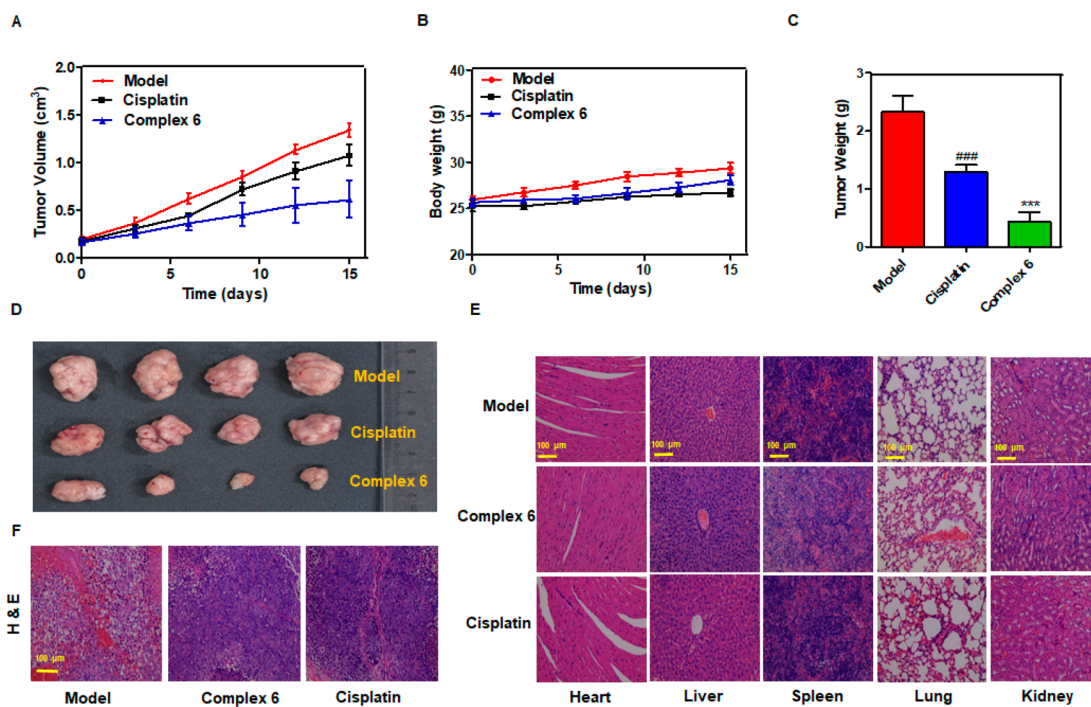 A
Tumor Volume (cm3)
2.0
1.5
1.0
0.5
0.0
Model
Cisplatin
Complex 6
0
5
10
15
Time (days)
B
Body weight (g)
40
35
30
25
20
Model
Cisplatin
Complex 6
0
5
10
15
Time (days)
C
Tumor Weight (g)
3
2
1
0
###
***
Model
Cisplatin
Complex 6
D
Model
Cisplatin
Complex 6
E
Model
100 μm
100 μm
100 μm
100 μm
100 μm
Complex 6
Cisplatin
Heart
Liver
Spleen
Lung
Kidney
F
H & E
100 μm
Model
Complex 6
Cisplatin